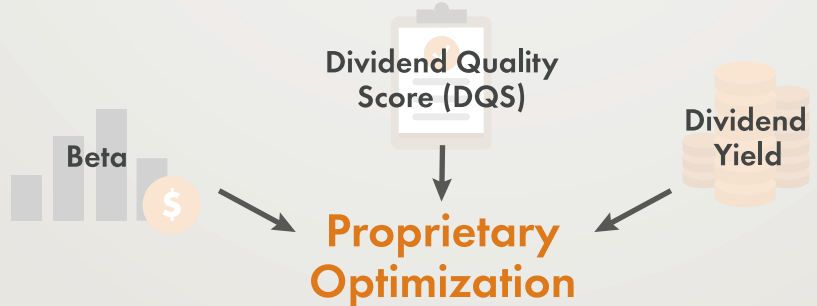 Dividend Quality
Score (DQS)
Beta
$
Dividend
Yield
Proprietary
Optimization